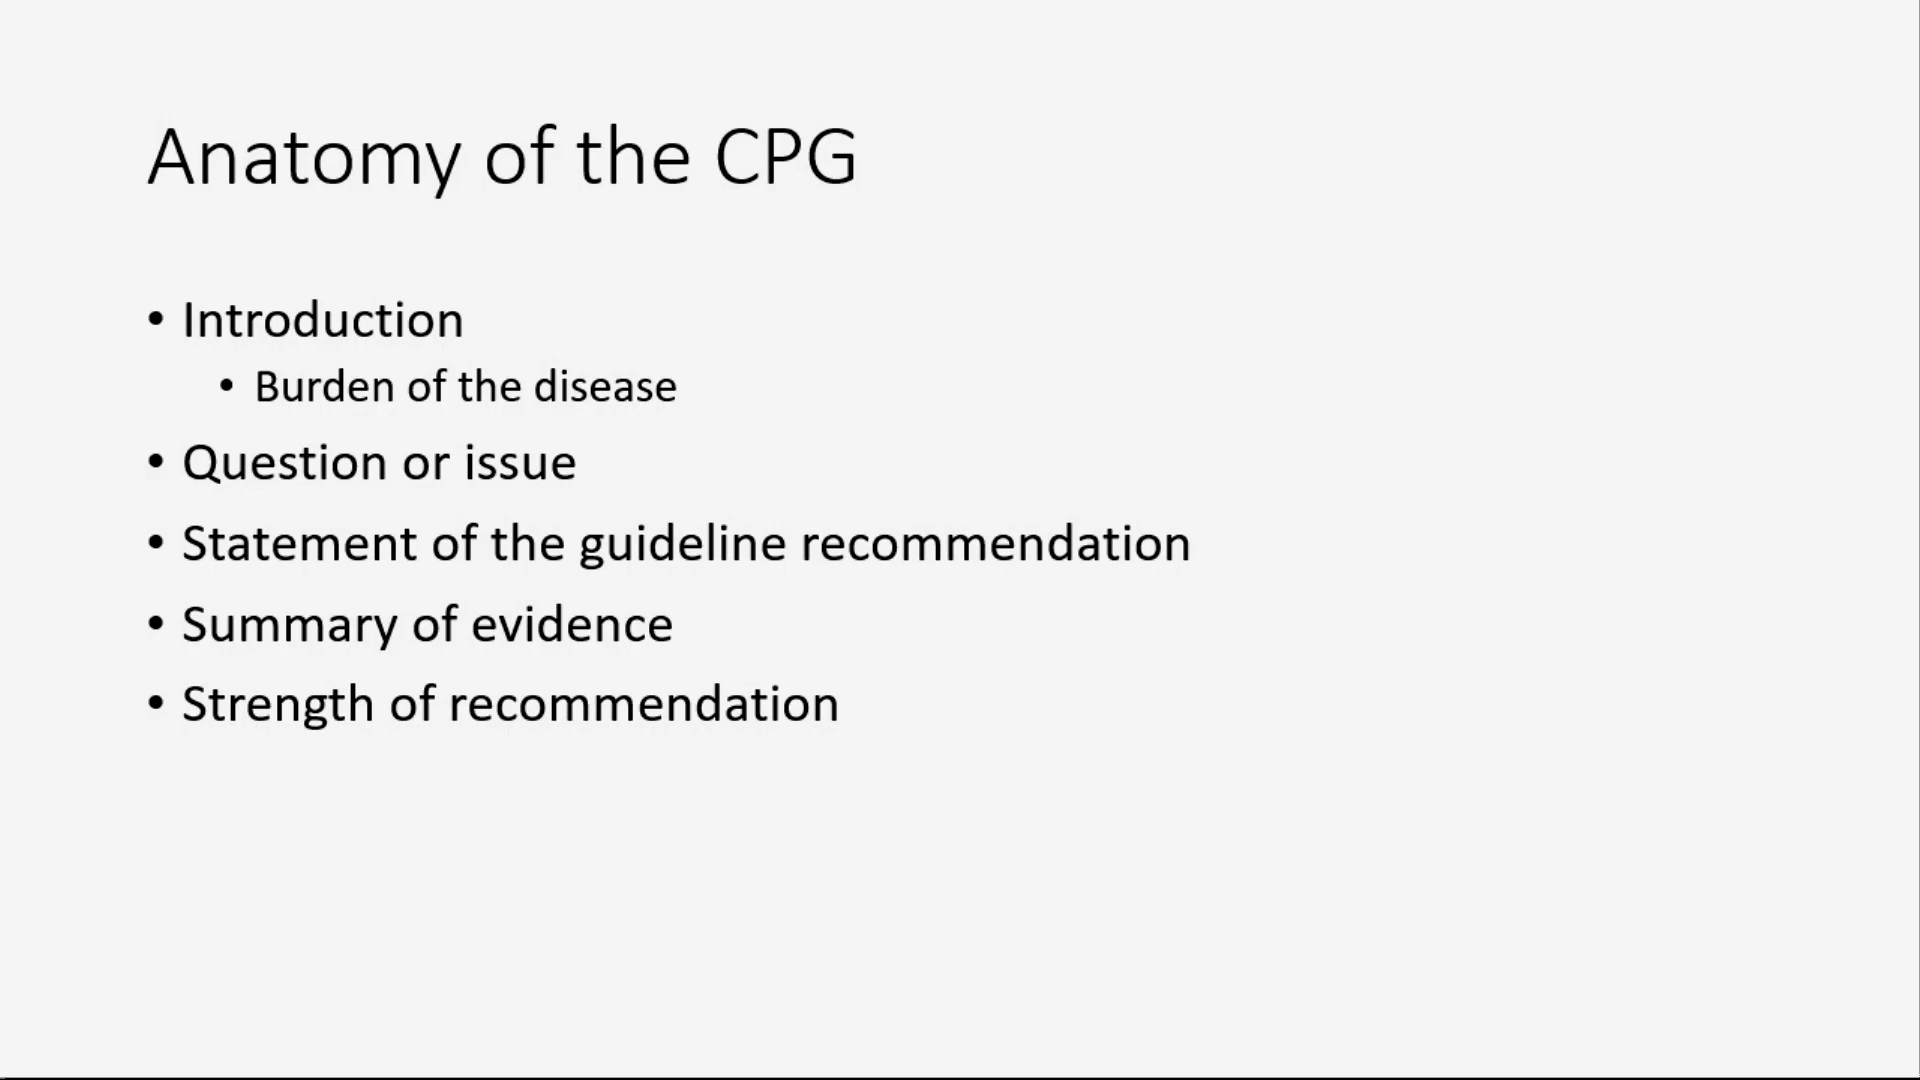 Anatomy of the CPG
• Introduction
• Burden of the disease
• Question or issue
• Statement of the guideline recommendation
• Summary of evidence
• Strength of recommendation